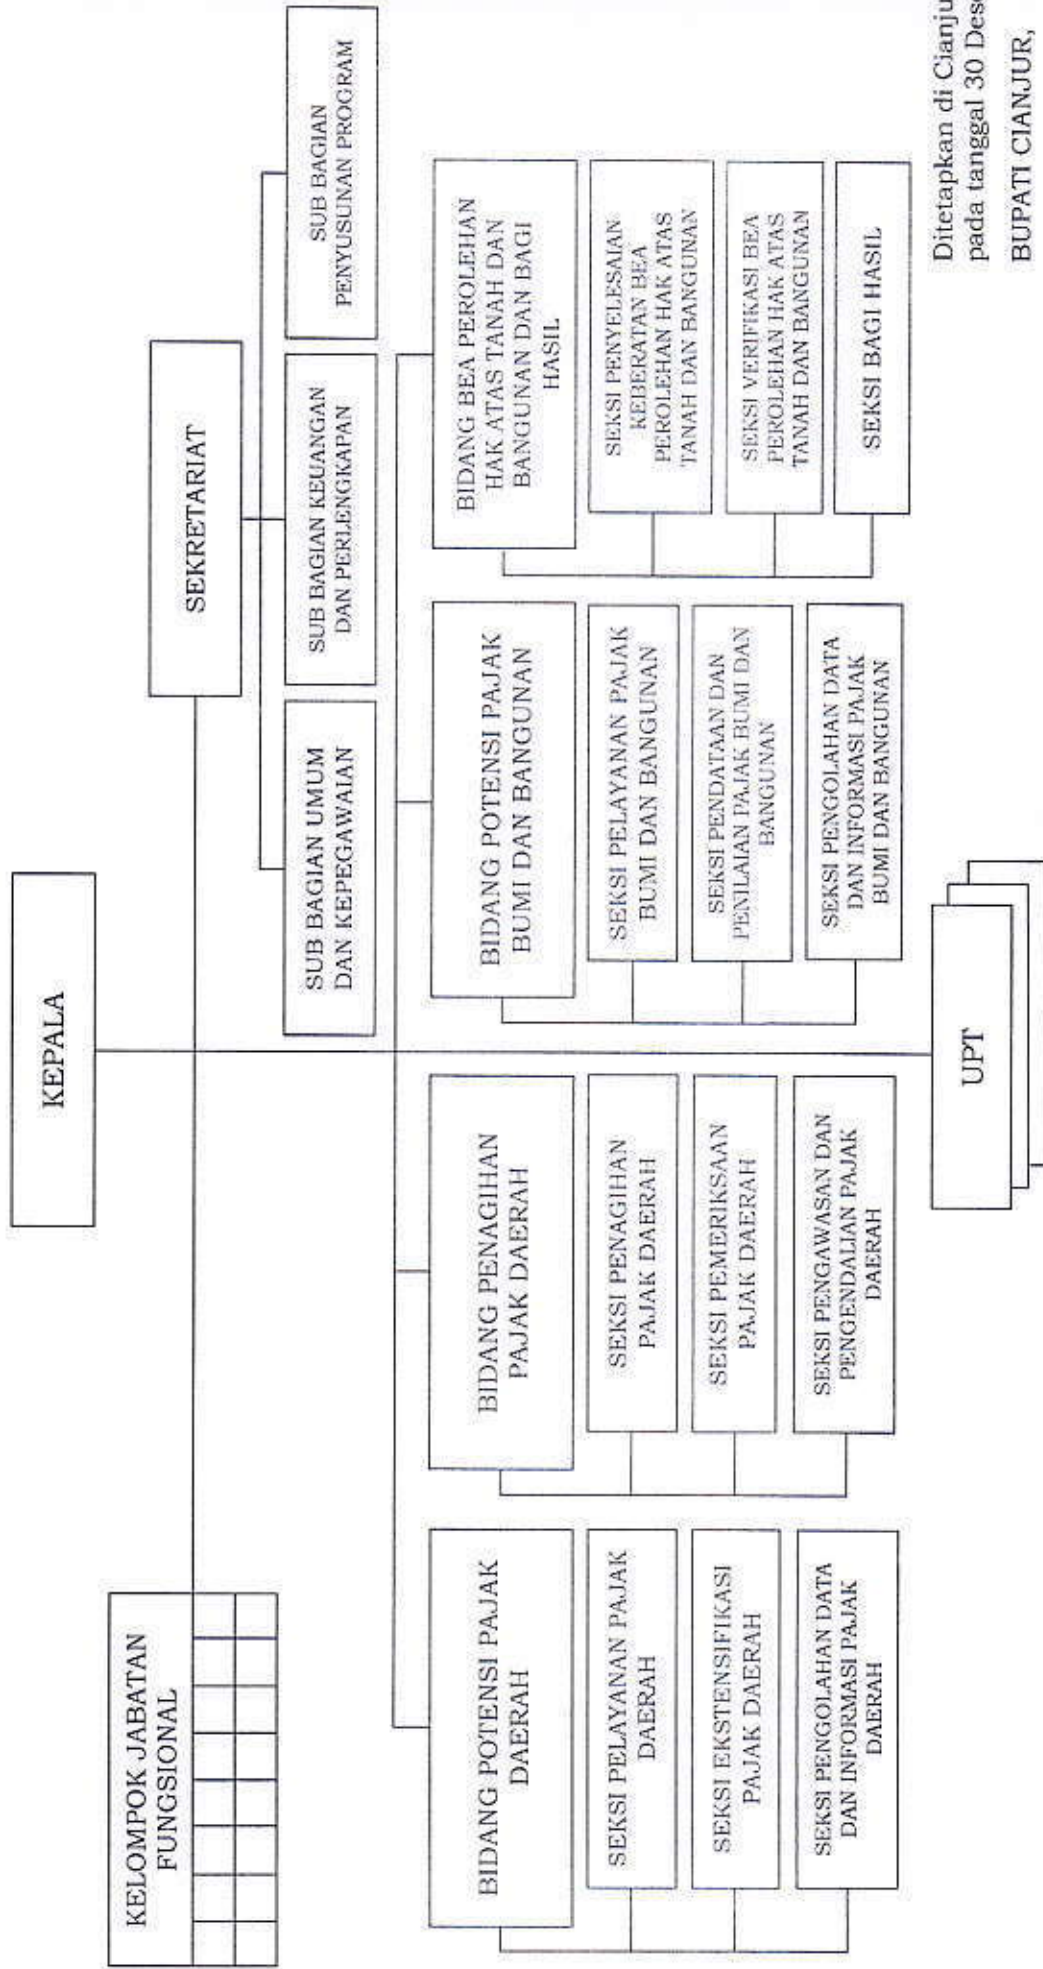 KEPALA
KELOMPOK JABATAN
FUNGSIONAL
SEKRETARIAT
SUB BAGIAN UMUM
DAN KEPEGAWAIAN
SUB BAGIAN KEUANGAN
DAN PERLENGKAPAN
SUB BAGIAN
PENYUSUNAN PROGRAM
BIDANG POTENSI PAJAK
DAERAH
SEKSI PELAYANAN PAJAK
DAERAH
SEKSI EKSTENSIFIKASI
PAJAK DAERAH
SEKSI PENGOLAHAN DATA
DAN INFORMASI PAJAK
DAERAH
BIDANG PENAGIHAN
PAJAK DAERAH
SEKSI PENAGIHAN
PAJAK DAERAH
SEKSI PEMERIKSAAN
PAJAK DAERAH
SEKSI PENGAWASAN DAN
PENGENDALIAN PAJAK
DAERAH
BIDANG POTENSI PAJAK
BUMI DAN BANGUNAN
SEKSI PELAYANAN PAJAK
BUMI DAN BANGUNAN
SEKSI PENDATAAN DAN
PENILAIAN PAJAK BUMI DAN
BANGUNAN
SEKSI PENGOLAHAN DATA
DAN INFORMASI PAJAK
BUMI DAN BANGUNAN
BIDANG BEA PEROLEHAN
HAK ATAS TANAH DAN
BANGUNAN DAN BAGI
HASIL
SEKSI PENYELESAIAN
KEBERATAN BEA
PEROLEHAN HAK ATAS
TANAH DAN BANGUNAN
SEKSI VERIFIKASI BEA
PEROLEHAN HAK ATAS
TANAH DAN BANGUNAN
SEKSI BAGI HASIL
UPT
Ditetapkan di Cianju
pada tanggal 30 Des
BUPATI CIANJUR,